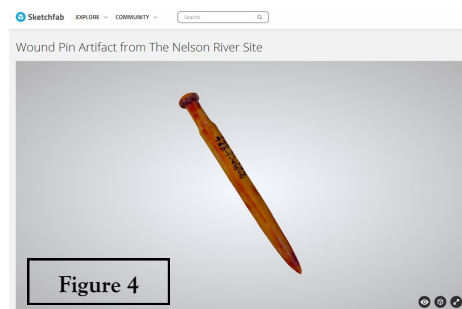 Sketchfab EXPLORE COMMUNITY Search
Wound Pin Artifact from The Nelson River Site
Figure 4